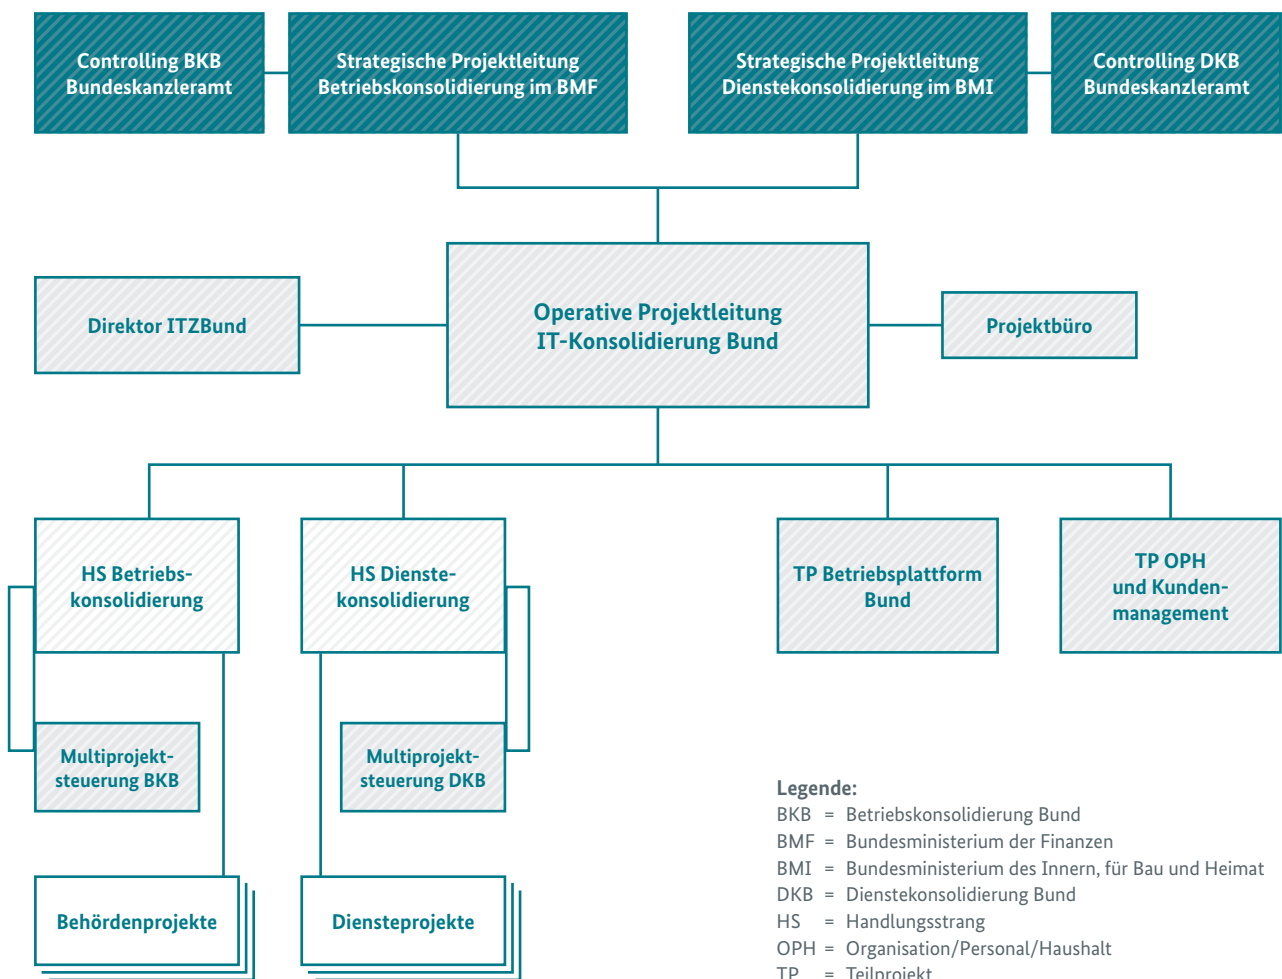 Controlling BKB
Bundeskanzleramt
Strategische Projektleitung
Betriebskonsolidierung im BMF
Strategische Projektleitung
Dienstekonsolidierung im BMI
Controlling DKB
Bundeskanzleramt
Direktor ITZBund
Operative Projektleitung
IT-Konsolidierung Bund
Projektbüro
HS Betriebs-
konsolidierung
HS Dienste-
konsolidierung
TP Betriebsplattform
Bund
TP OPH
und Kunden-
management
Multiprojekt-
steuerung BKB
Multiprojekt-
steuerung DKB
Behördenprojekte
Diensteprojekte
Legende:
BKB = Betriebskonsolidierung Bund
BMF = Bundesministerium der Finanzen
BMI = Bundesministerium des Innern, für Bau und Heimat
DKB = Dienstekonsolidierung Bund
HS = Handlungsstrang
OPH = Organisation/Personal/Haushalt
TP = Teilprojekt